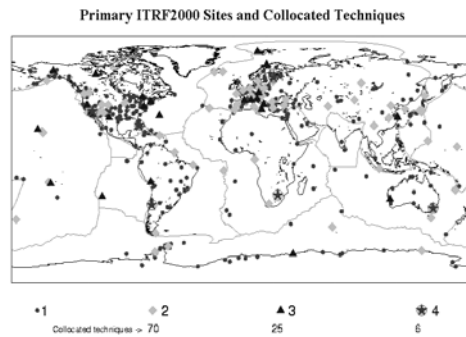 Primary ITRF2000 Sites and Collocated Techniques
1 2 3 4
Collocated techniques -> 70 25 6